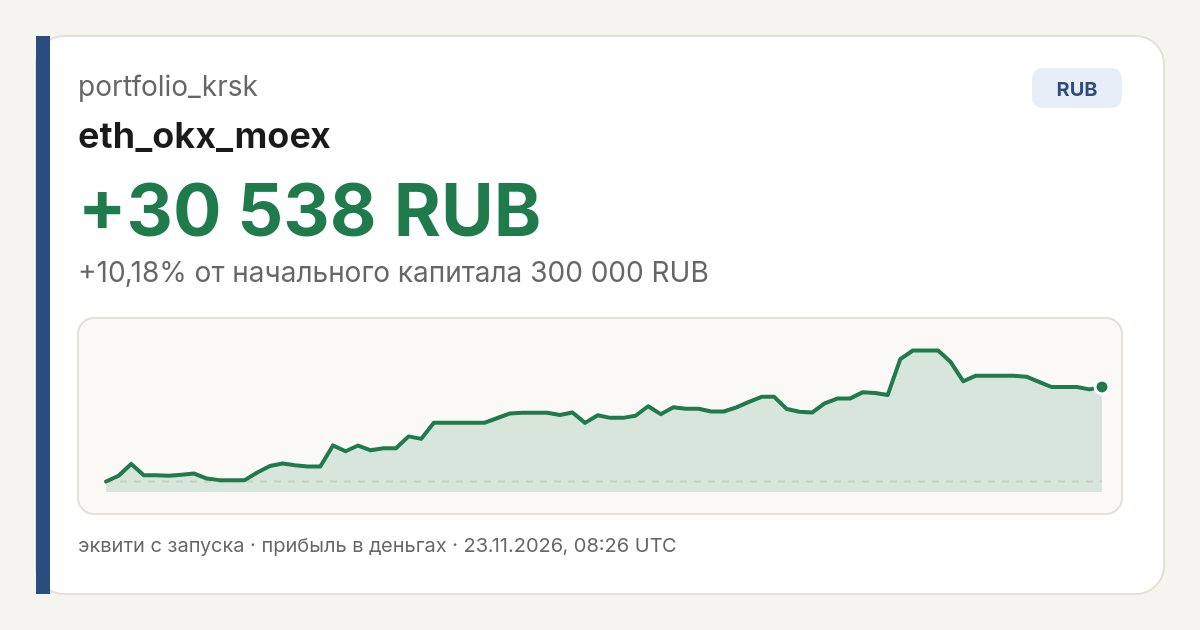 portfolio_krsk
RUB
eth_okx_moex
+30 538 RUB
+10,18% от начального капитала 300 000 RUB
эквити с запуска · прибыль в деньгах · 23.11.2026, 08:26 UTC